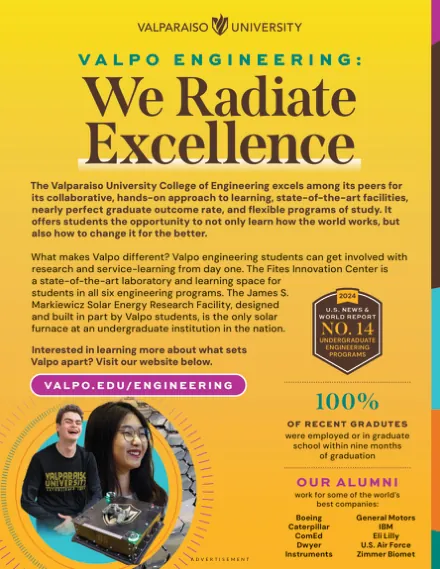 VALPARAISO UNIVERSITY
VALPO ENGINEERING:
We Radiate
Excellence
The Valparaiso University College of Engineering excels among its peers for
its collaborative, hands-on approach to learning, state-of-the-art facilities,
nearly perfect graduate outcome rate, and flexible programs of study. It
offers students the opportunity to not only learn how the world works, but
also how to change it for the better.
What makes Valpo different? Valpo engineering students can get involved with
research and service-learning from day one. The Fites Innovation Center is
a state-of-the-art laboratory and learning space for
students in all six engineering programs. The James S.
Markiewicz Solar Energy Research Facility, designed
and built in part by Valpo students, is the only solar
furnace at an undergraduate institution in the nation.
Interested in learning more about what sets
Valpo apart? Visit our website below.
VALPO.EDU/ENGINEERING
2024
U.S. NEWS &
WORLD REPORT
NO. 14
UNDERGRADUATE
ENGINEERING
PROGRAMS
100%
OF RECENT GRADUTES
were employed or in graduate
school within nine months
of graduation
OUR ALUMNI
work for some of the world's
best companies:
Boeing
Caterpillar
ComEd
Dwyer
Instruments
General Motors
IBM
Eli Lilly
U.S. Air Force
Zimmer Biomet
VALPARAISO
UNIVERSITY
ADVERTISEMENT